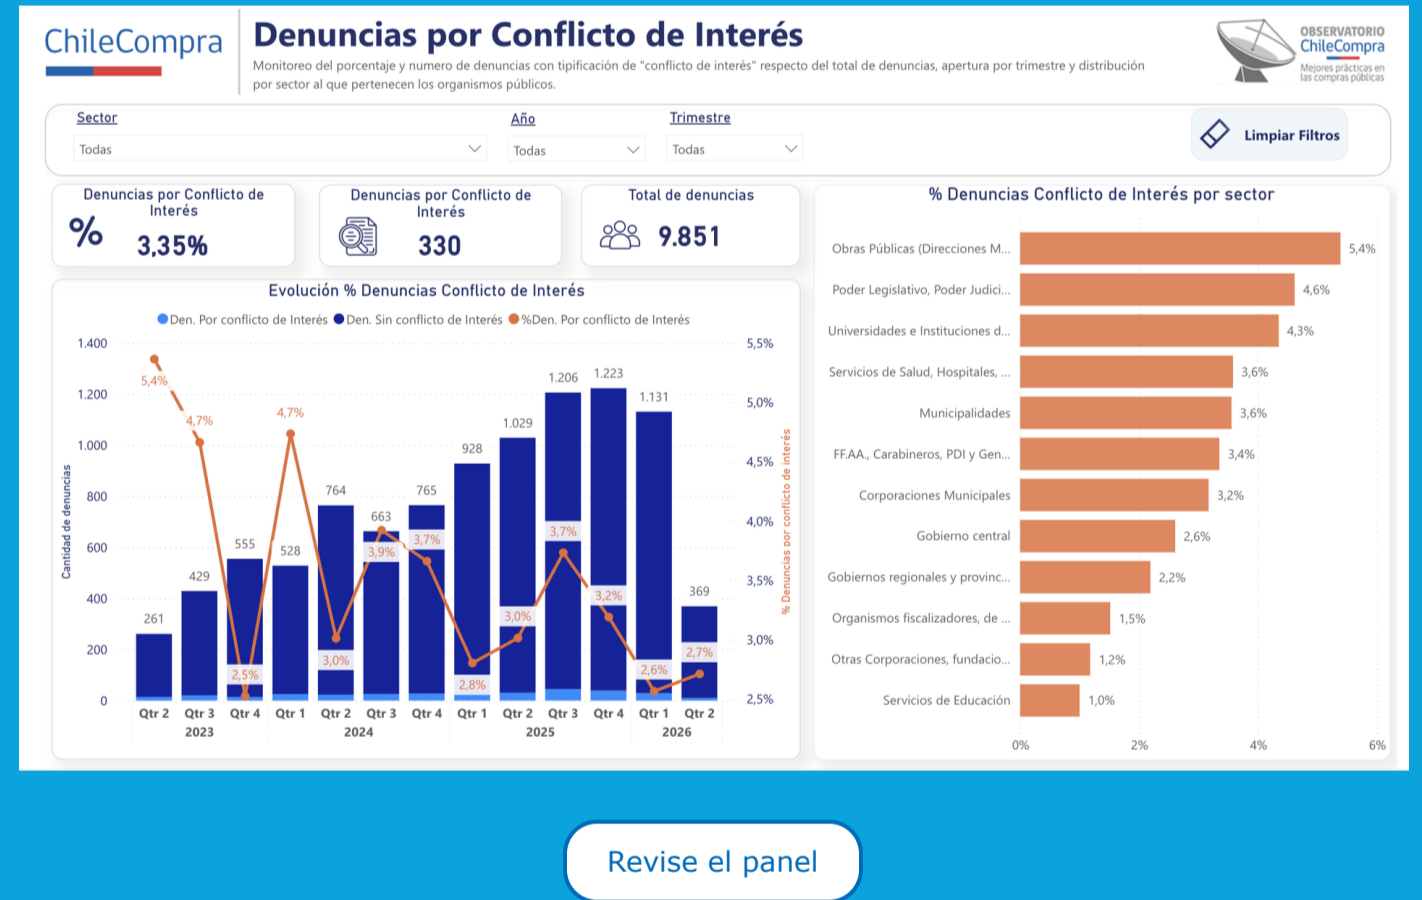 ChileCompra
Denuncias por Conflicto de Interés
Monitoreo del porcentaje y numero de denuncias con tipificación de "conflicto de interés" respecto del total de denuncias, apertura por trimestre y distribución
por sector al que pertenecen los organismos públicos.
OBSERVATORIO
ChileCompra
Mejores prácticas en
las compras públicas
Sector
Todas
Año
Todas
Trimestre
Todas
Limpiar Filtros
Denuncias por Conflicto de
Interés
%
3,35%
Denuncias por Conflicto de
Interés
330
Total de denuncias
9.851
Evolución % Denuncias Conflicto de Interés
Den. Por conflicto de Interés Den. Sin conflicto de Interés %Den. Por conflicto de Interés
Cantidad de denuncias
1.400
1.200
1.000
800
600
400
200
0
261
429
555
528
764
663
765
928
1.029
1.206
1.223
1.131
369
5,4%
4,7%
2,5%
4,7%
3,0%
3,9%
3,7%
2,8%
3,0%
3,7%
3,2%
2,6%
2,7%
5,5%
5,0%
4,5%
4,0%
3,5%
3,0%
2,5%
% Denuncias por conflicto de interés
Qtr 2 Qtr 3 Qtr 4 Qtr 1 Qtr 2 Qtr 3 Qtr 4 Qtr 1 Qtr 2 Qtr 3 Qtr 4 Qtr 1 Qtr 2
2023 2024 2025 2026
% Denuncias Conflicto de Interés por sector
Obras Públicas (Direcciones M... 5,4%
Poder Legislativo, Poder Judici... 4,6%
Universidades e Instituciones d... 4,3%
Servicios de Salud, Hospitales, ... 3,6%
Municipalidades 3,6%
FF.AA., Carabineros, PDI y Gen... 3,4%
Corporaciones Municipales 3,2%
Gobierno central 2,6%
Gobiernos regionales y provinc... 2,2%
Organismos fiscalizadores, de ... 1,5%
Otras Corporaciones, fundacio... 1,2%
Servicios de Educación 1,0%
0% 2% 4% 6%
Revise el panel